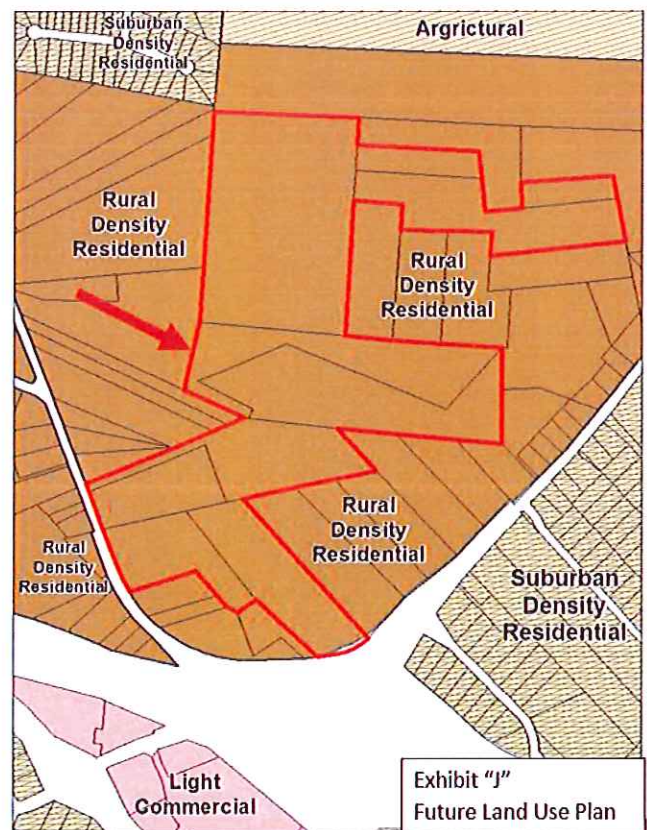 Suburban
Density
Residential
Argrictural
Rural
Density
Residential
Rural
Density
Residential
Rural
Density
Residential
Rural
Density
Residential
Suburban
Density
Residential
Light
Commercial
Exhibit "J"
Future Land Use Plan